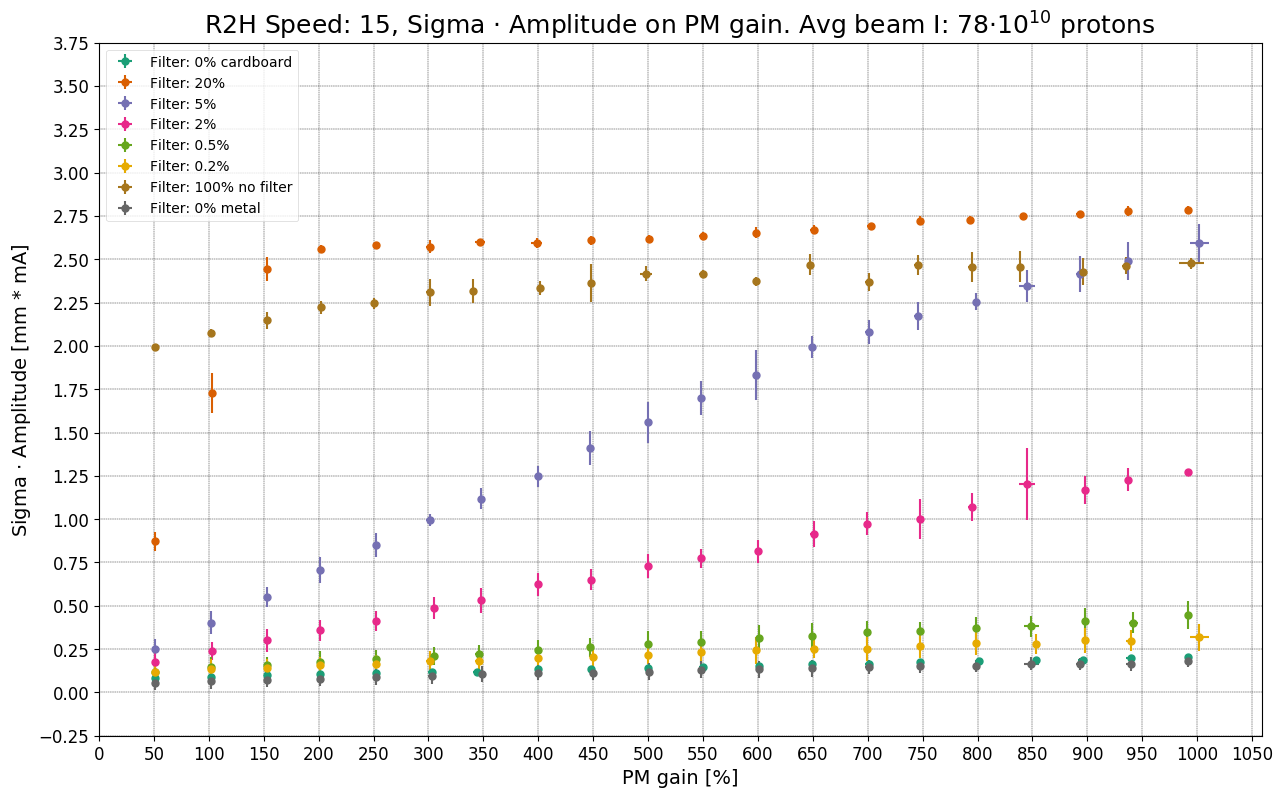 R2H Speed: 15, Sigma · Amplitude on PM gain. Avg beam I: 78·10¹⁰ protons
Filter: 0% cardboard
Filter: 20%
Filter: 5%
Filter: 2%
Filter: 0.5%
Filter: 0.2%
Filter: 100% no filter
Filter: 0% metal
Sigma · Amplitude [mm * mA]
3.75
3.50
3.25
3.00
2.75
2.50
2.25
2.00
1.75
1.50
1.25
1.00
0.75
0.50
0.25
0.00
−0.25
0 50 100 150 200 250 300 350 400 450 500 550 600 650 700 750 800 850 900 950 1000 1050
PM gain [%]